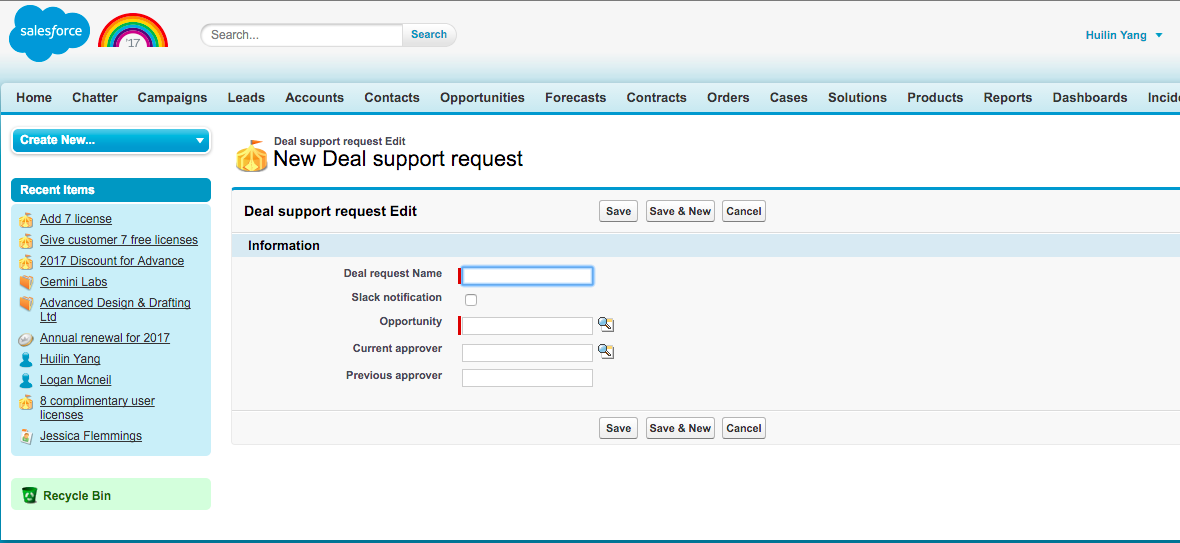 salesforce
'17
Search...
Search
Huilin Yang
Home Chatter Campaigns Leads Accounts Contacts Opportunities Forecasts Contracts Orders Cases Solutions Products Reports Dashboards Incid
Create New...
Recent Items
Add 7 license
Give customer 7 free licenses
2017 Discount for Advance
Gemini Labs
Advanced Design & Drafting
Ltd
Annual renewal for 2017
Huilin Yang
Logan Mcneil
8 complimentary user
licenses
Jessica Flemmings
Recycle Bin
Deal support request Edit
New Deal support request
Deal support request Edit
Save Save & New Cancel
Information
Deal request Name
Slack notification
Opportunity
Current approver
Previous approver
Save Save & New Cancel